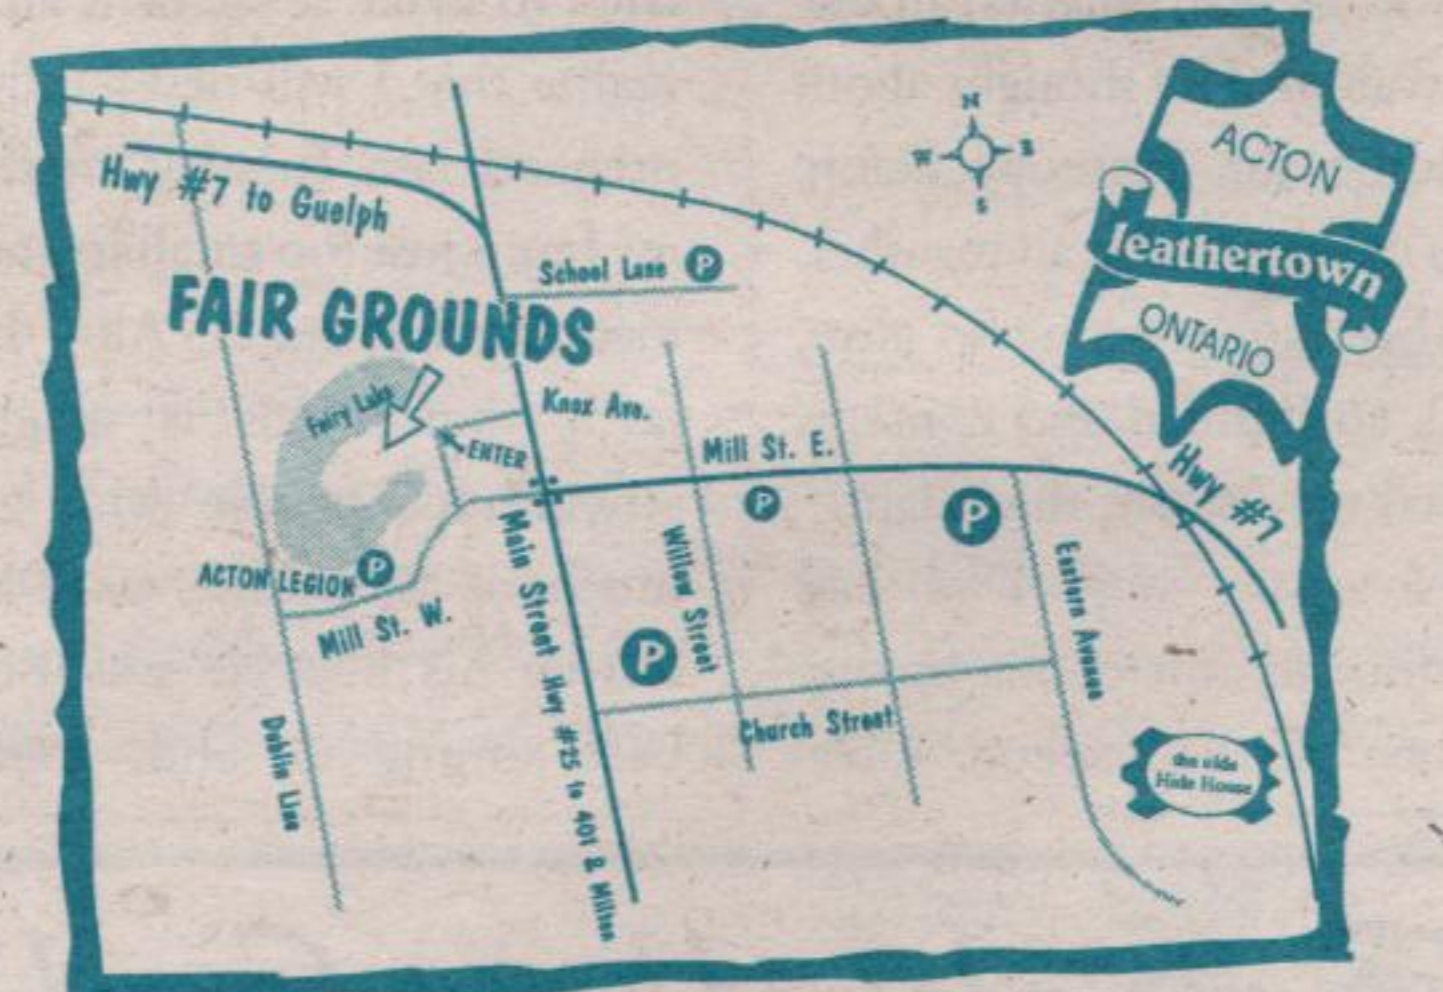 N
W
E
S
ACTON
leathertown
ONTARIO
Hwy #7 to Guelph
School Lane P
FAIR GROUNDS
Fairy Lake
Knox Ave.
ENTER
Mill St. E.
P
P
Hwy #7
ACTON LEGION P
Mill St. W.
Main Street Hwy #25 to 401 & Milton
Willow Street
P
Eastern Avenue
Church Street
Dublin Line
the olde
Hide House